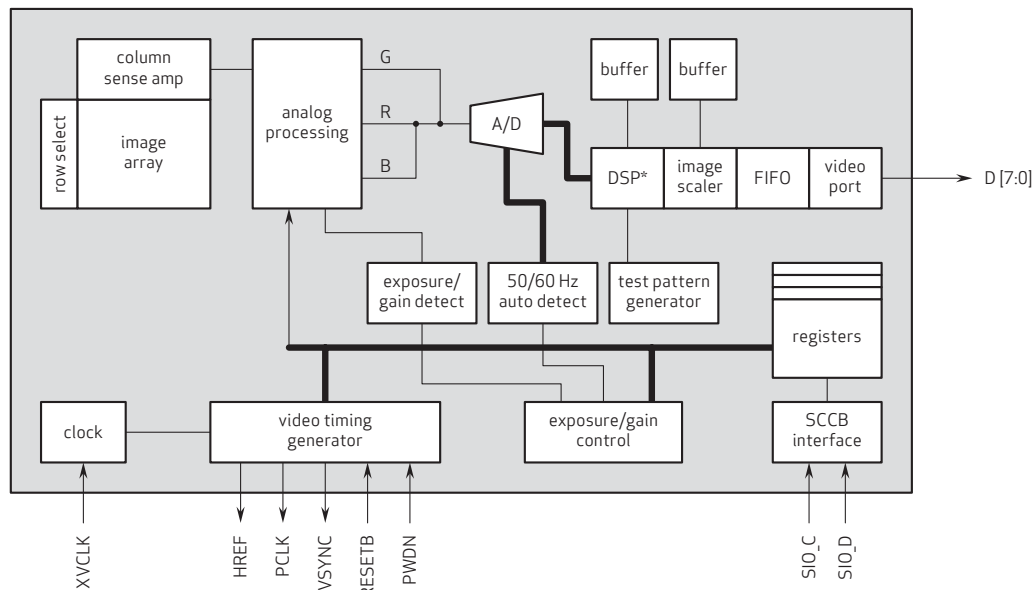 column
sense amp
row select
image
array
analog
processing
G
R
B
A/D
buffer
buffer
DSP*
image
scaler
FIFO
video
port
D [7:0]
exposure/
gain detect
50/60 Hz
auto detect
test pattern
generator
registers
clock
video timing
generator
exposure/gain
control
SCCB
interface
XVCLK
HREF
PCLK
VSYNC
RESETB
PWDN
SIO_C
SIO_D